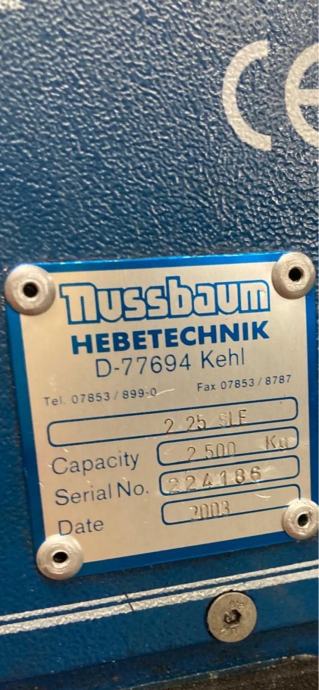 CE
nussbaum
HEBETECHNIK
D-77694 Kehl
Tel. 07853 / 899-0 Fax 07853 / 8787
2.25 SLF
Capacity 2 500 Kg
Serial No. 224186
Date 2003